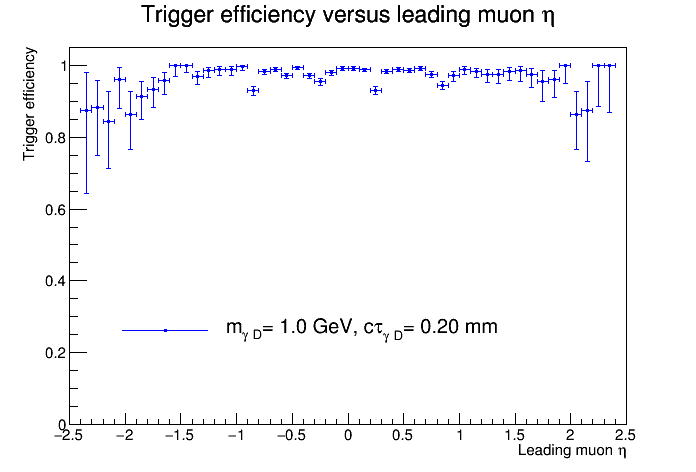 Trigger efficiency versus leading muon η
Trigger efficiency
1
0.8
0.6
0.4
0.2
0
m_γ D= 1.0 GeV, cτ_γ D= 0.20 mm
−2.5 −2 −1.5 −1 −0.5 0 0.5 1 1.5 2 2.5
Leading muon η